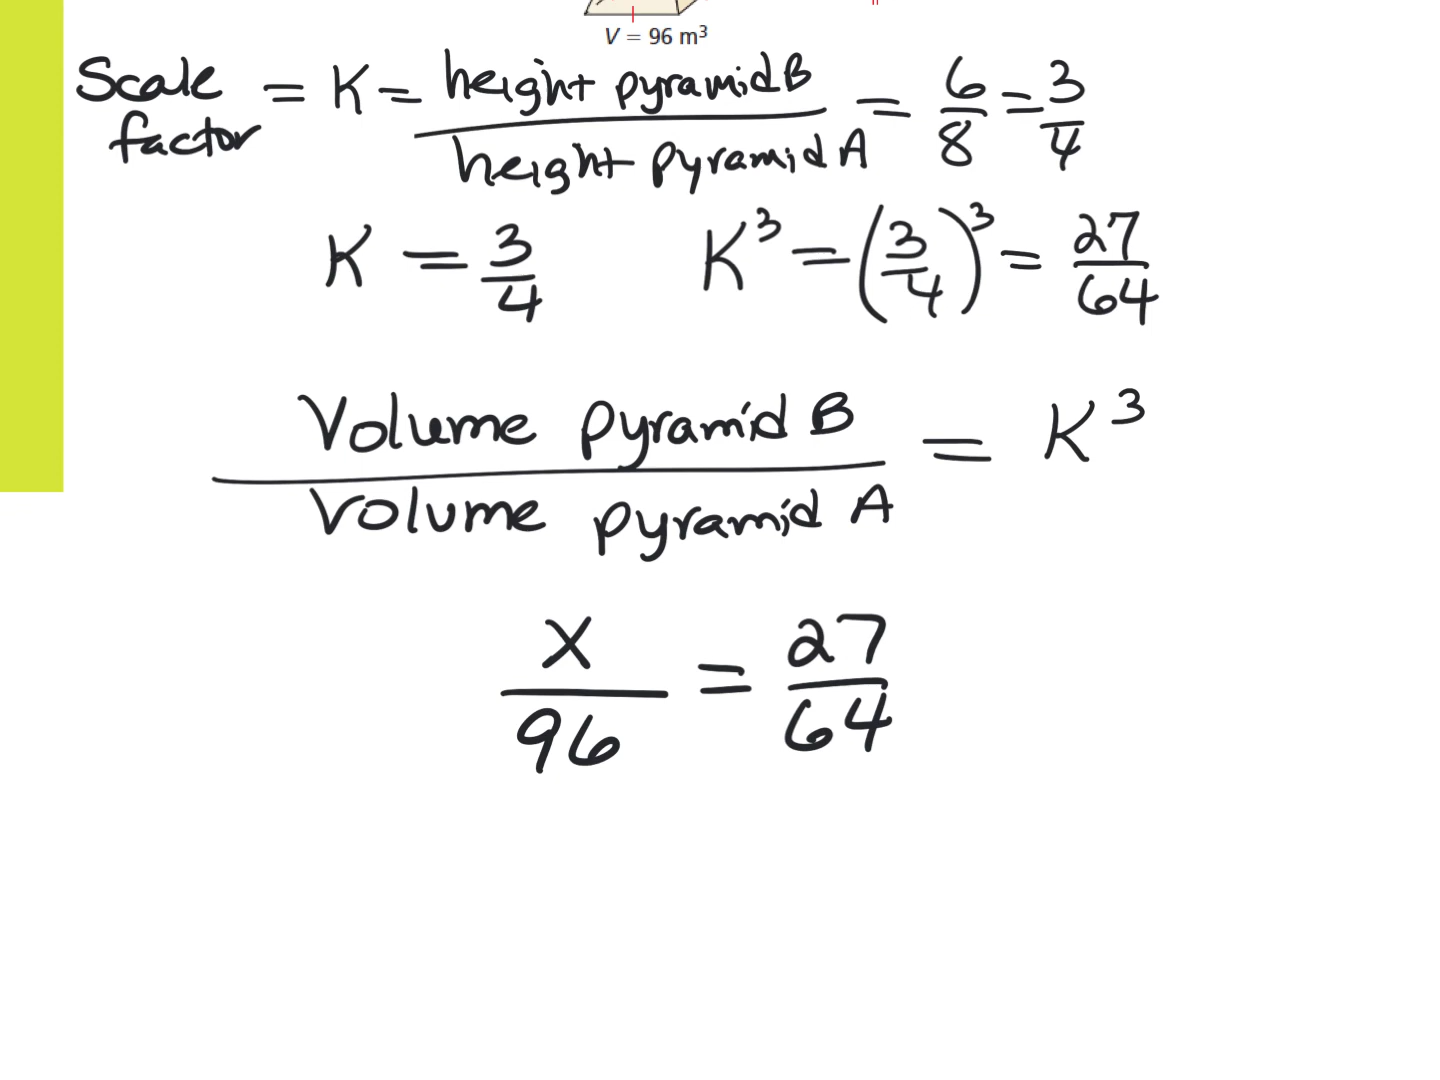 V = 96 m³
Scale factor = K = height pyramid B / height pyramid A = 6/8 = 3/4
K = 3/4    K³ = (3/4)³ = 27/64
Volume pyramid B / Volume pyramid A = K³
x/96 = 27/64